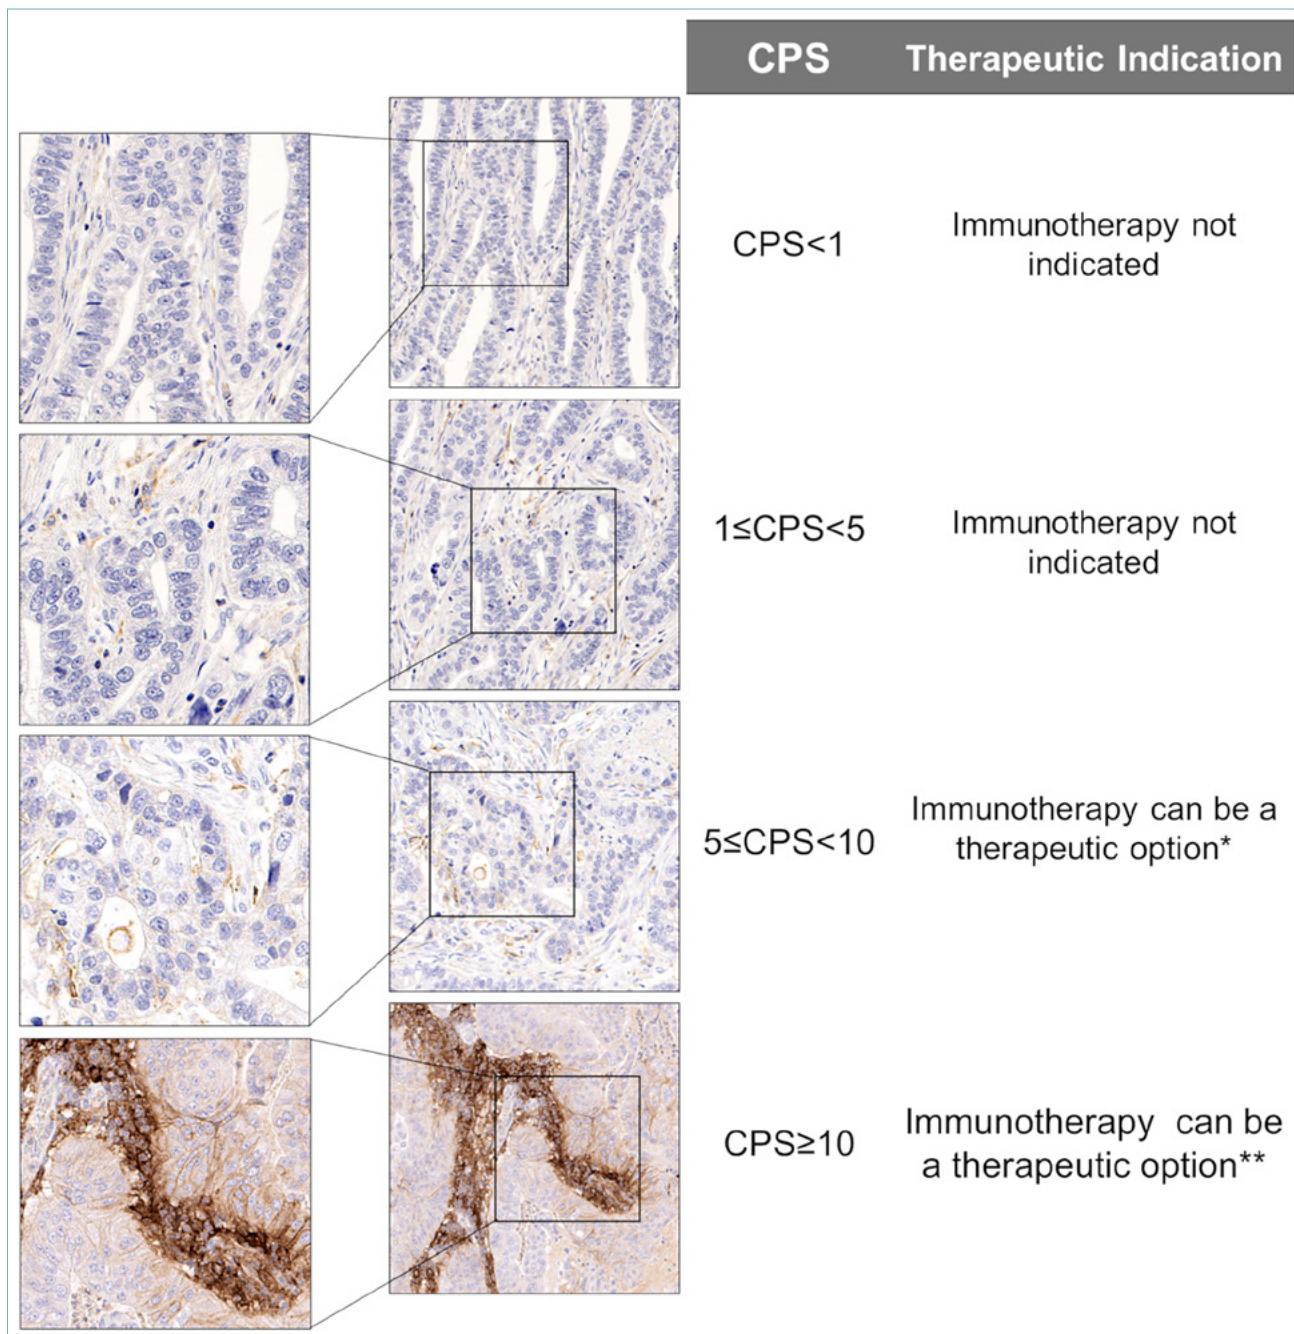 CPS Therapeutic Indication
CPS<1
Immunotherapy not
indicated
1≤CPS<5
Immunotherapy not
indicated
5≤CPS<10
Immunotherapy can be a
therapeutic option*
CPS≥10
Immunotherapy can be
a therapeutic option**